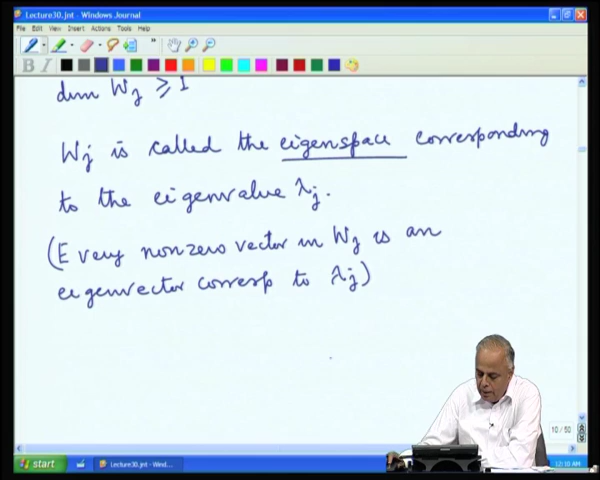 Lecture30.jnt - Windows Journal
File Edit View Insert Actions Tools Help
B I
dim Wj ≥ 1
Wj is called the eigenspace corresponding
to the eigenvalue λj.
(Every nonzero vector in Wj is an
eigenvector corresp to λj)
10 / 50
start
Lecture30.jnt - Wind...
12:10 AM